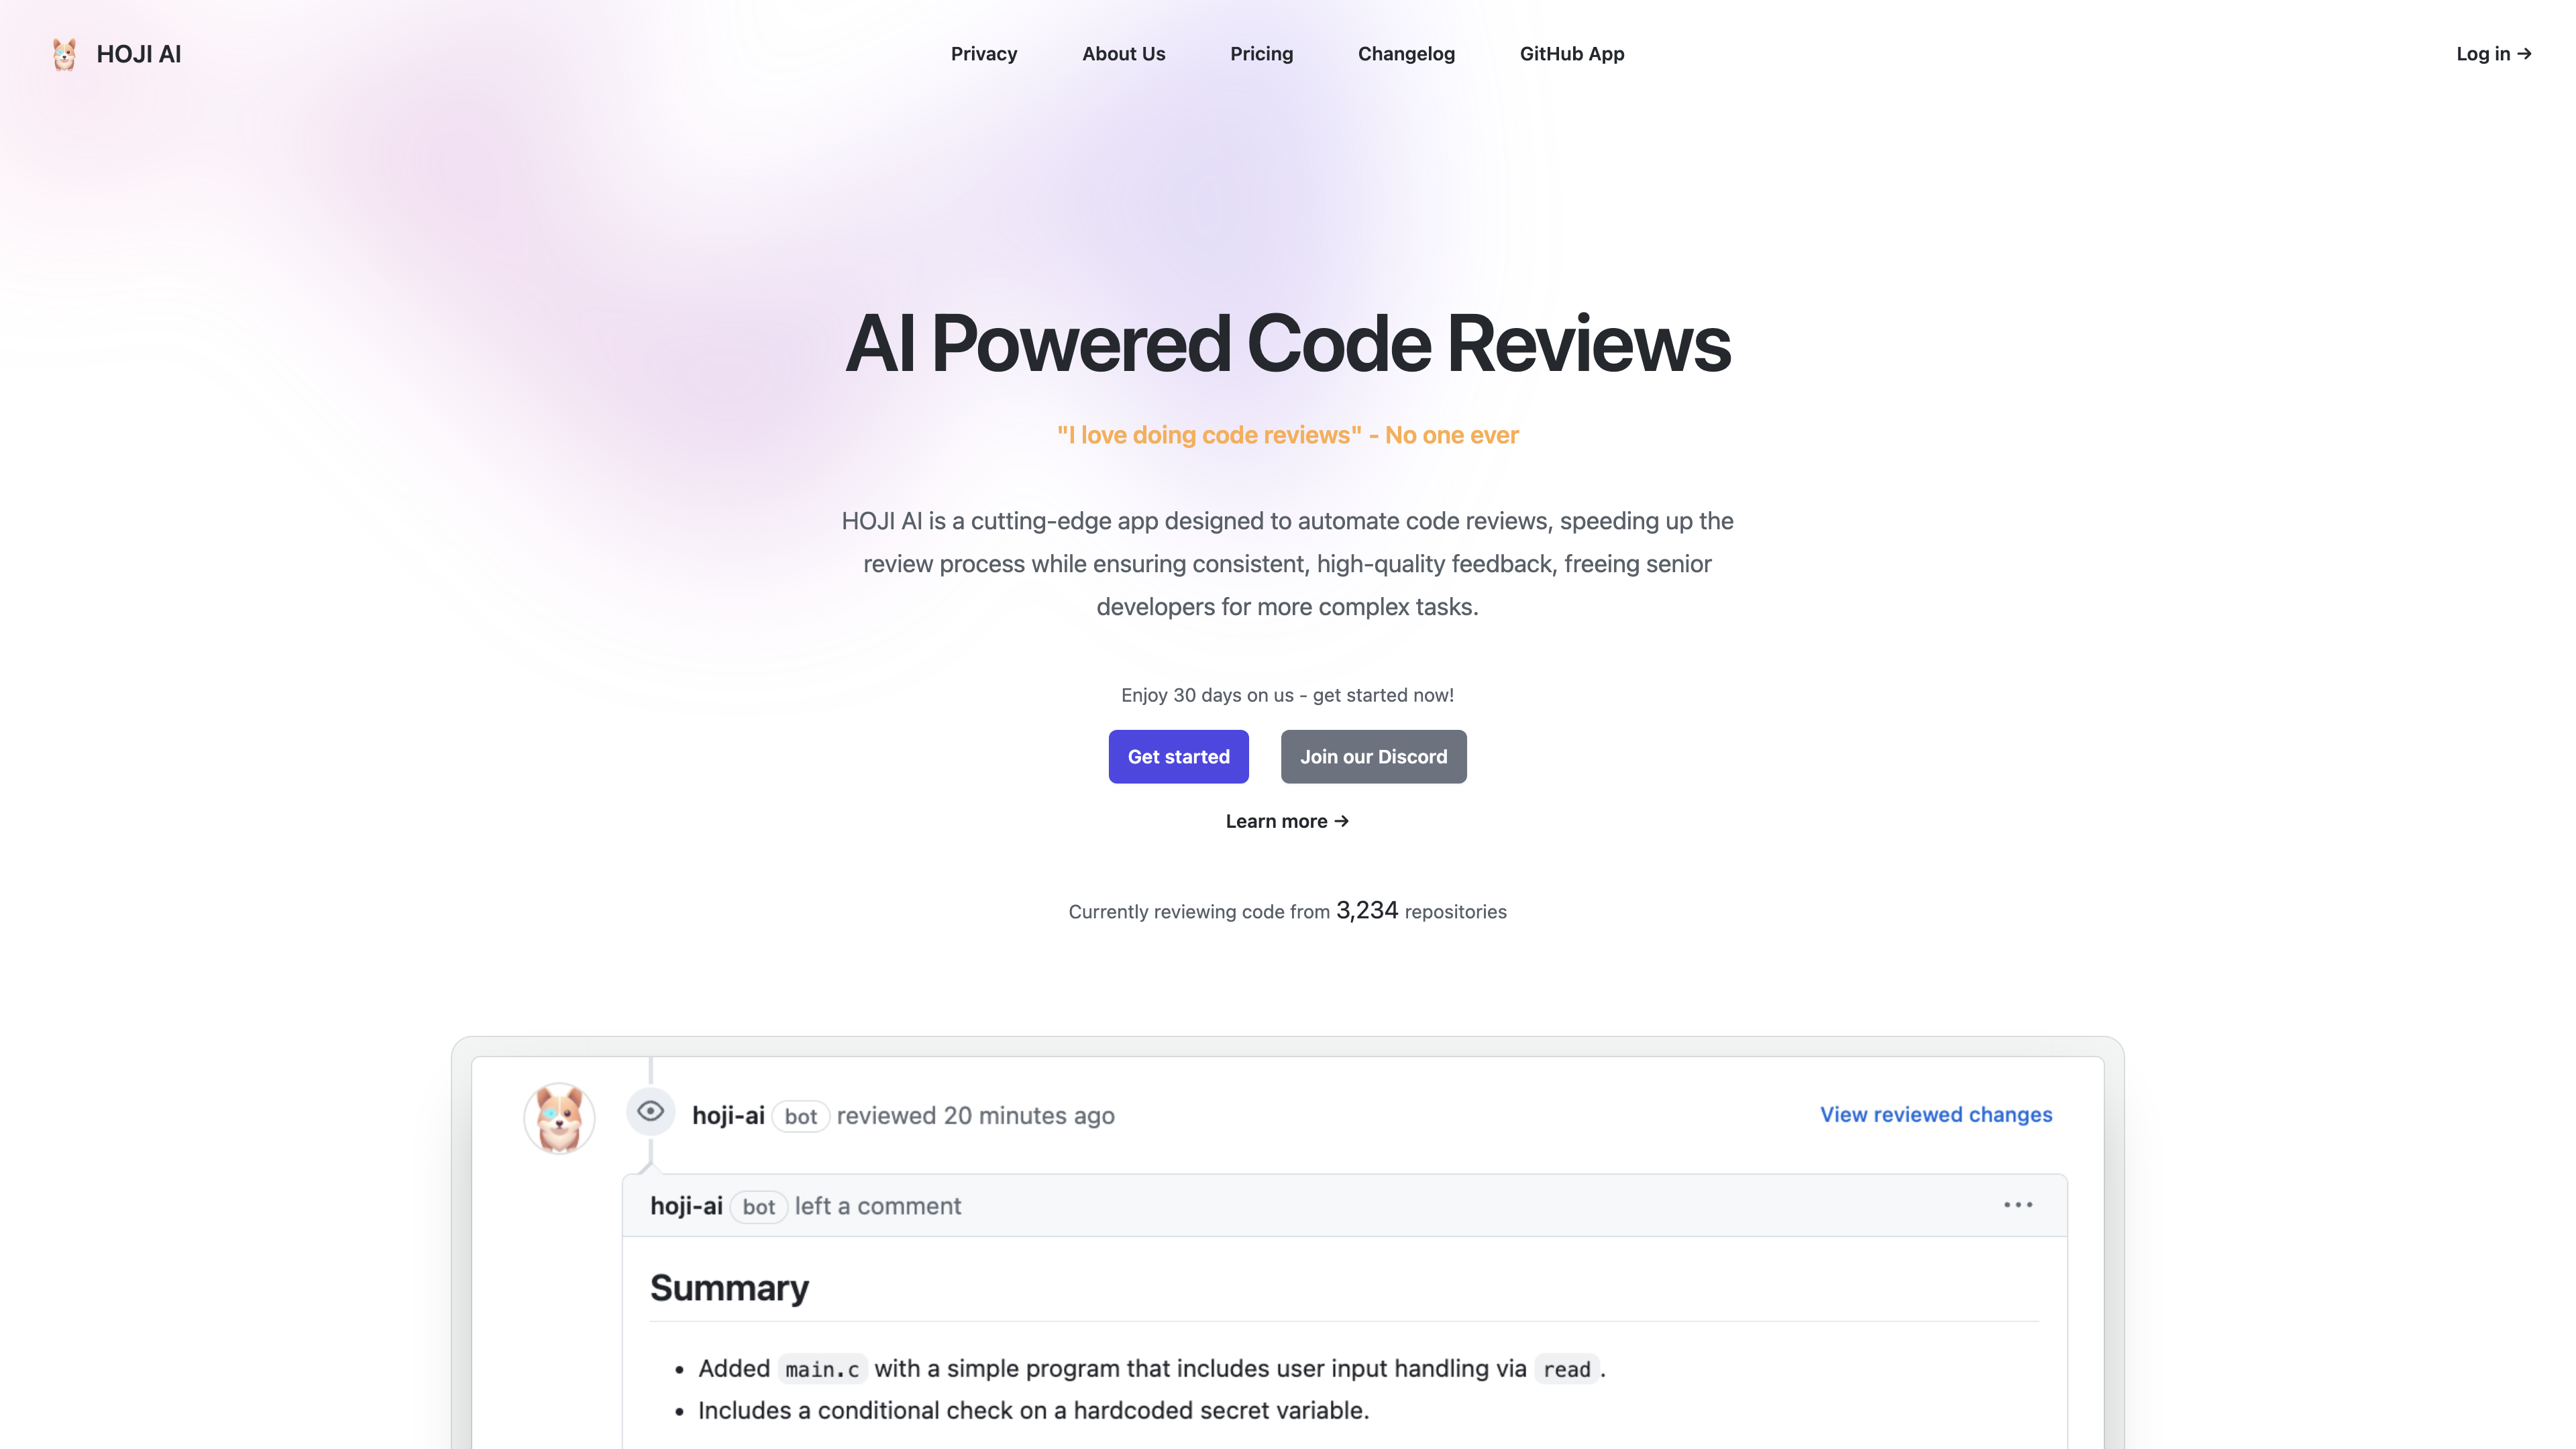 HOJI AI
Privacy
About Us
Pricing
Changelog
GitHub App
Log in →
AI Powered Code Reviews
"I love doing code reviews" - No one ever
HOJI AI is a cutting-edge app designed to automate code reviews, speeding up the
review process while ensuring consistent, high-quality feedback, freeing senior
developers for more complex tasks.
Enjoy 30 days on us - get started now!
Get started
Join our Discord
Learn more →
Currently reviewing code from 3,234 repositories
hoji-ai bot reviewed 20 minutes ago
View reviewed changes
hoji-ai bot left a comment
Summary
• Added main.c with a simple program that includes user input handling via read.
• Includes a conditional check on a hardcoded secret variable.